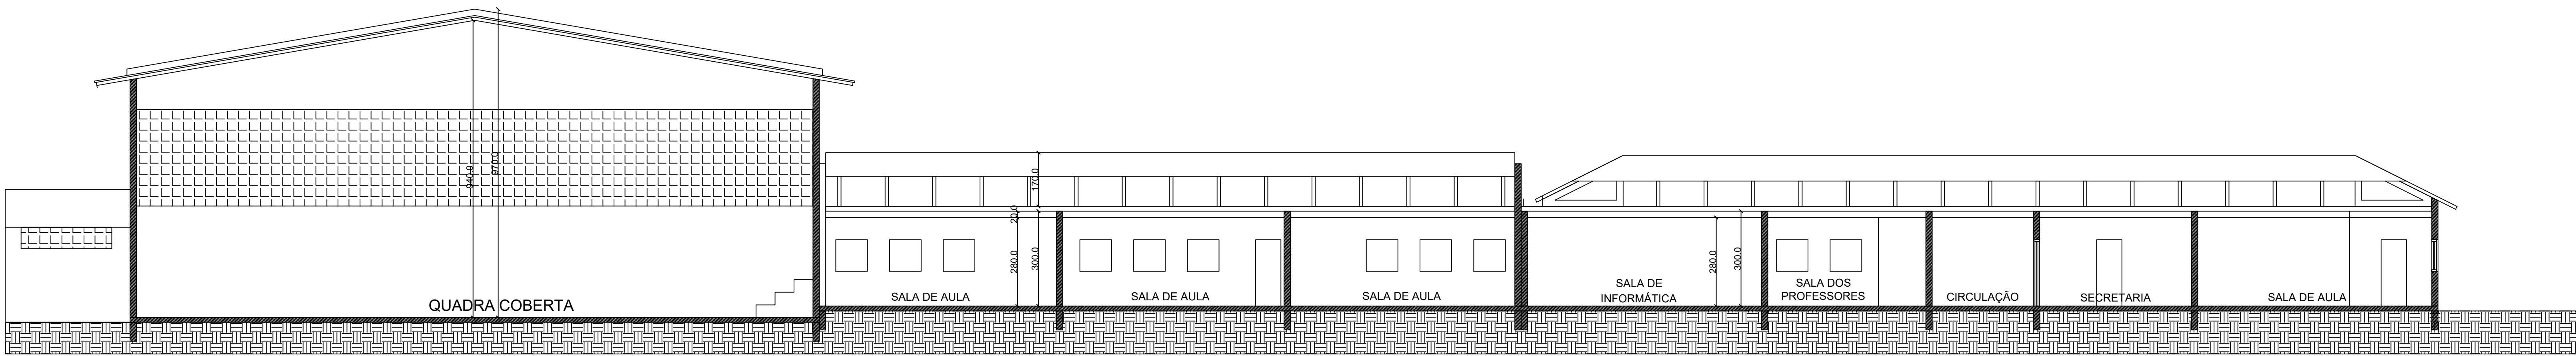 940.0
970.0
QUADRA COBERTA
170.0
20.0
280.0
300.0
SALA DE AULA
SALA DE AULA
SALA DE AULA
280.0
300.0
SALA DE
INFORMÁTICA
SALA DOS
PROFESSORES
CIRCULAÇÃO
SECRETARIA
SALA DE AULA